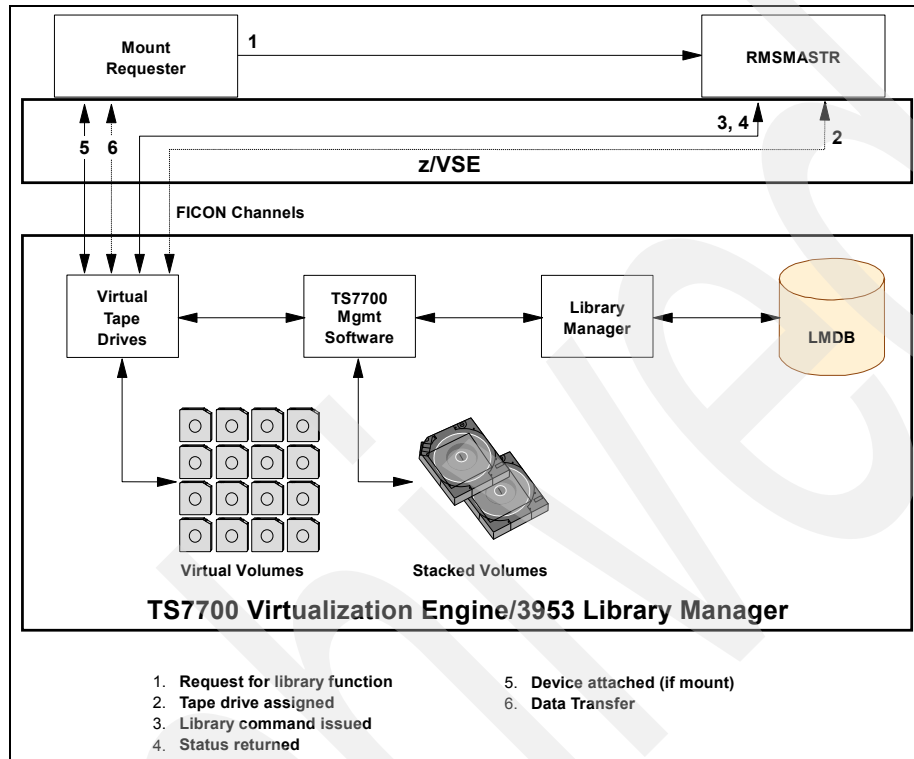 Mount
Requester
1
RMSMASTR
3, 4
2
5
6
z/VSE
FICON Channels
Virtual
Tape
Drives
TS7700
Mgmt
Software
Library
Manager
LMDB
Virtual Volumes
Stacked Volumes
TS7700 Virtualization Engine/3953 Library Manager
1. Request for library function
2. Tape drive assigned
3. Library command issued
4. Status returned
5. Device attached (if mount)
6. Data Transfer